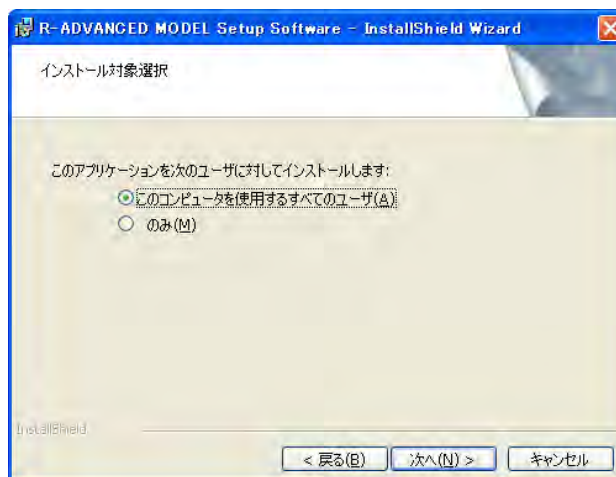 R-ADVANCED MODEL Setup Software - InstallShield Wizard
インストール対象選択
このアプリケーションを次のユーザに対してインストールします:
このコンピュータを使用するすべてのユーザ(A)
のみ(M)
InstallShield
< 戻る(B) 次へ(N) > キャンセル